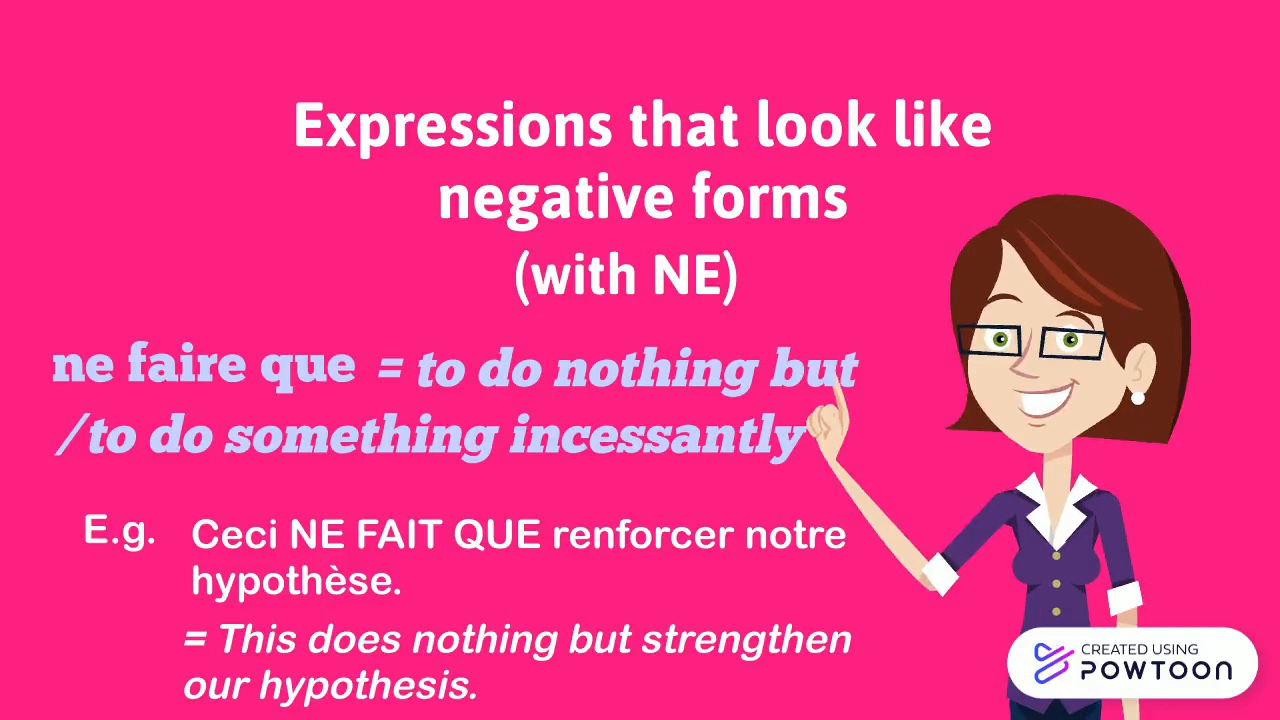 Expressions that look like
negative forms
(with NE)
ne faire que = to do nothing but
/to do something incessantly
E.g. Ceci NE FAIT QUE renforcer notre
hypothèse.
= This does nothing but strengthen
our hypothesis.
CREATED USING
POWTOON